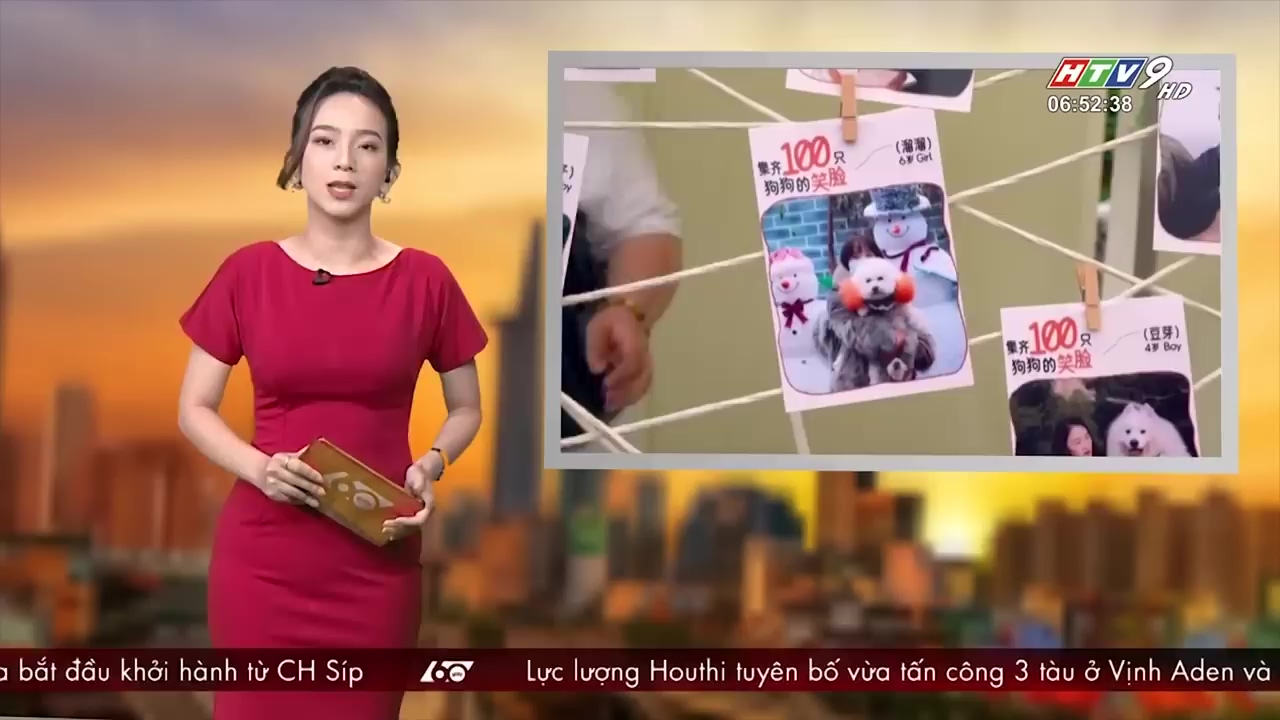 HTV9 HD
06:52:38
集齐100只
狗狗的笑脸
(溜溜)
6岁 Girl
集齐100只
狗狗的笑脸
(豆芽)
4岁 Boy
a bắt đầu khởi hành từ CH Síp
60 Lực lượng Houthi tuyên bố vừa tấn công 3 tàu ở Vịnh Aden và